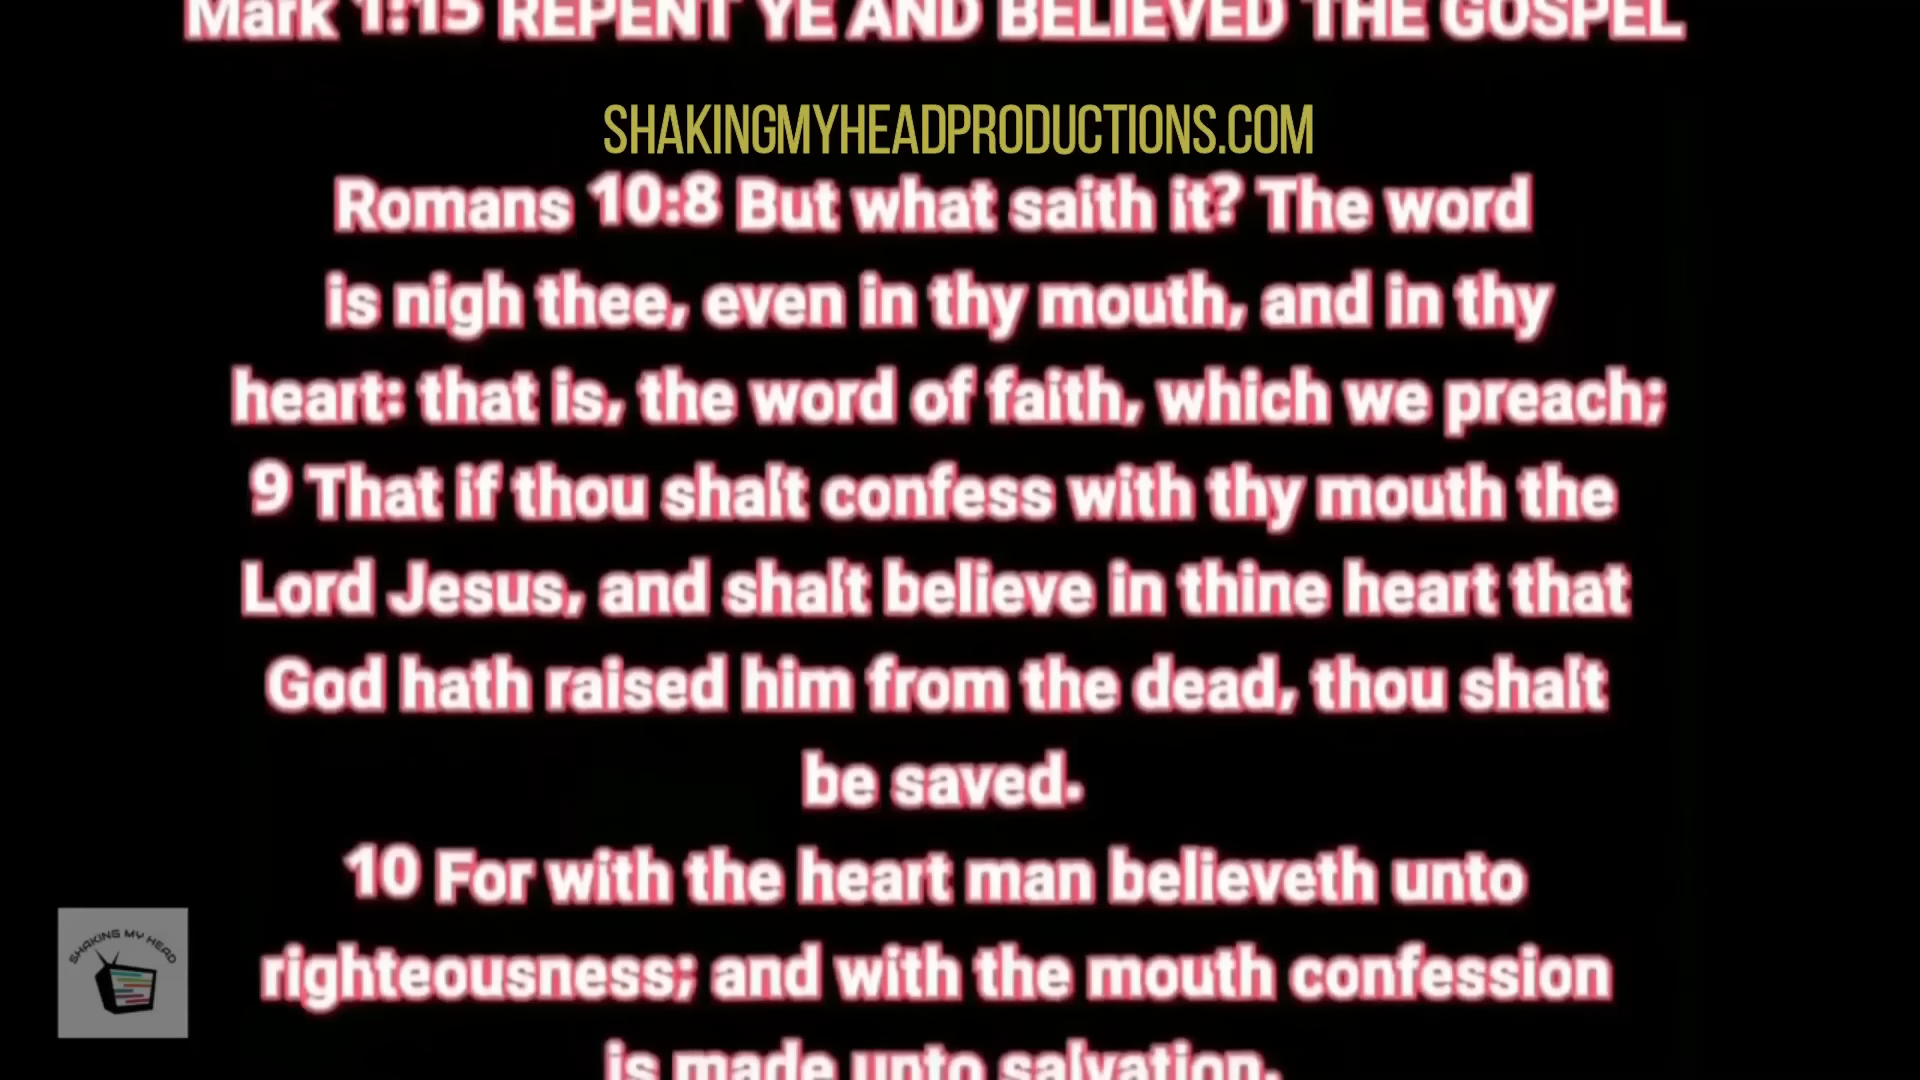 Mark 1:15 REPENT YE AND BELIEVED THE GOSPEL
SHAKINGMYHEADPRODUCTIONS.COM
Romans 10:8 But what saith it? The word
is nigh thee, even in thy mouth, and in thy
heart: that is, the word of faith, which we preach;
9 That if thou shalt confess with thy mouth the
Lord Jesus, and shalt believe in thine heart that
God hath raised him from the dead, thou shalt
be saved.
10 For with the heart man believeth unto
righteousness; and with the mouth confession
is made unto salvation.
SHAKING MY HEAD